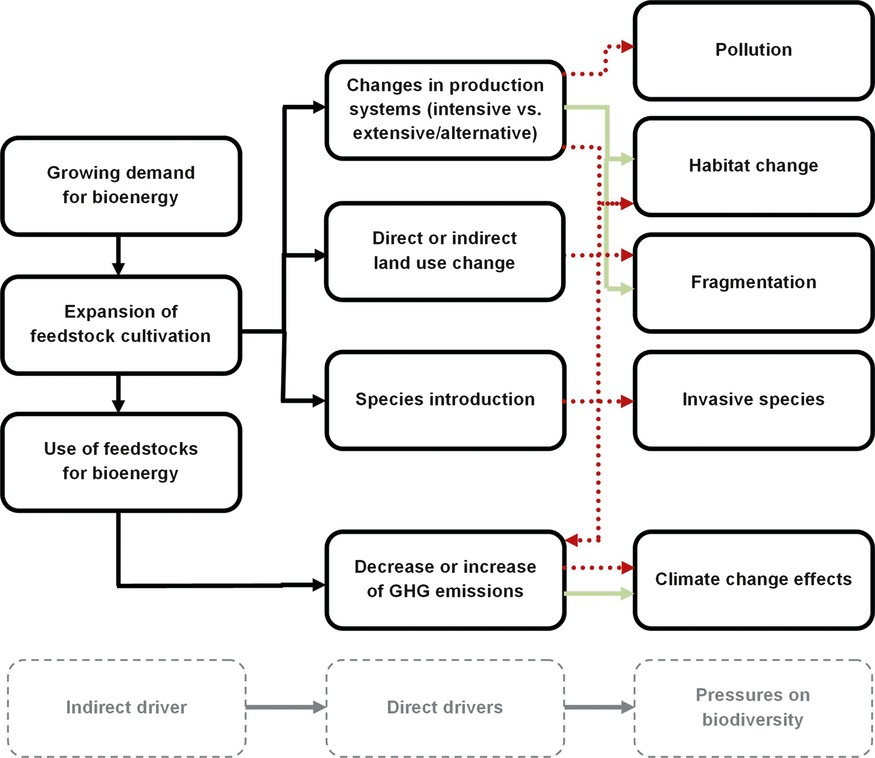 Growing demand
for bioenergy
Expansion of
feedstock cultivation
Use of feedstocks
for bioenergy
Changes in production
systems (intensive vs.
extensive/alternative)
Direct or indirect
land use change
Species introduction
Decrease or increase
of GHG emissions
Pollution
Habitat change
Fragmentation
Invasive species
Climate change effects
Indirect driver
Direct drivers
Pressures on
biodiversity